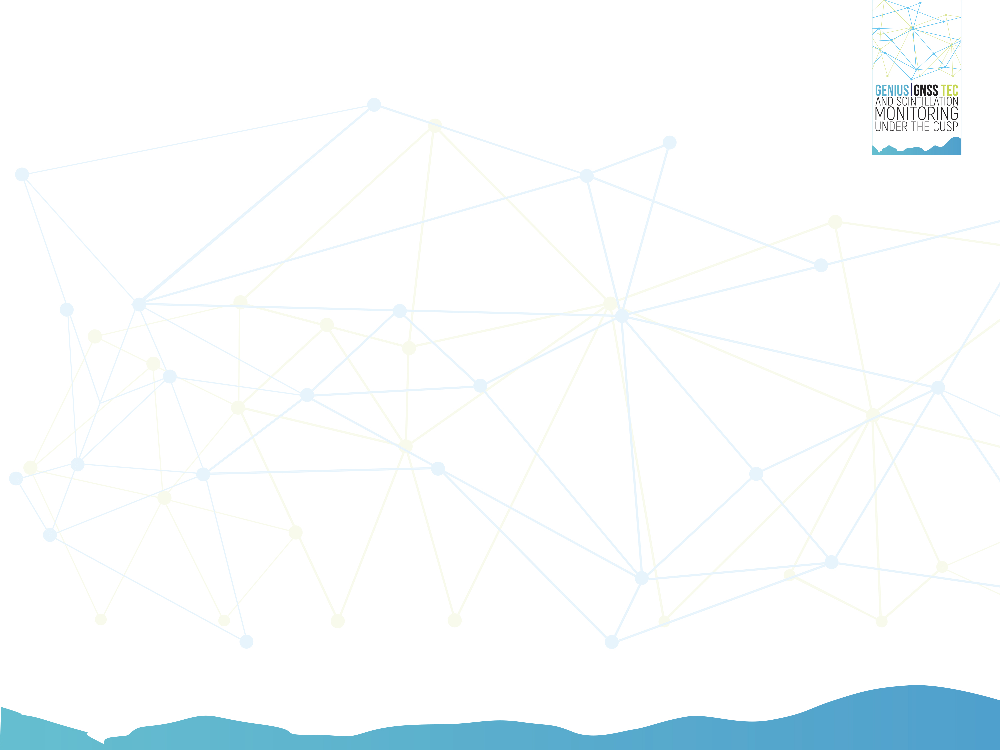 GENIUS | GNSS TEC
AND SCINTILLATION
MONITORING
UNDER THE CUSP